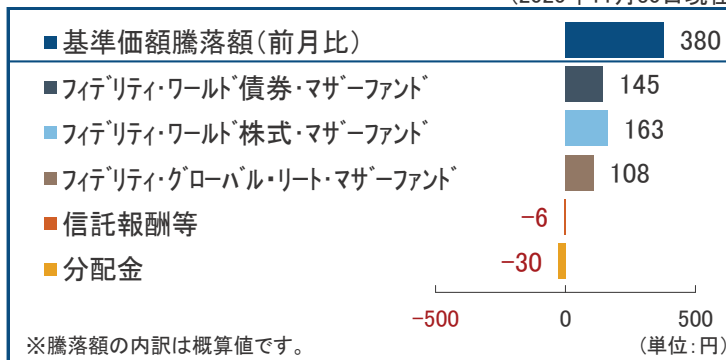 ■基準価額騰落額(前月比) 380
■フィデリティ・ワールド債券・マザーファンド 145
■フィデリティ・ワールド株式・マザーファンド 163
■フィデリティ・グローバル・リート・マザーファンド 108
■信託報酬等 -6
■分配金 -30
-500 0 500
※騰落額の内訳は概算値です。 (単位:円)